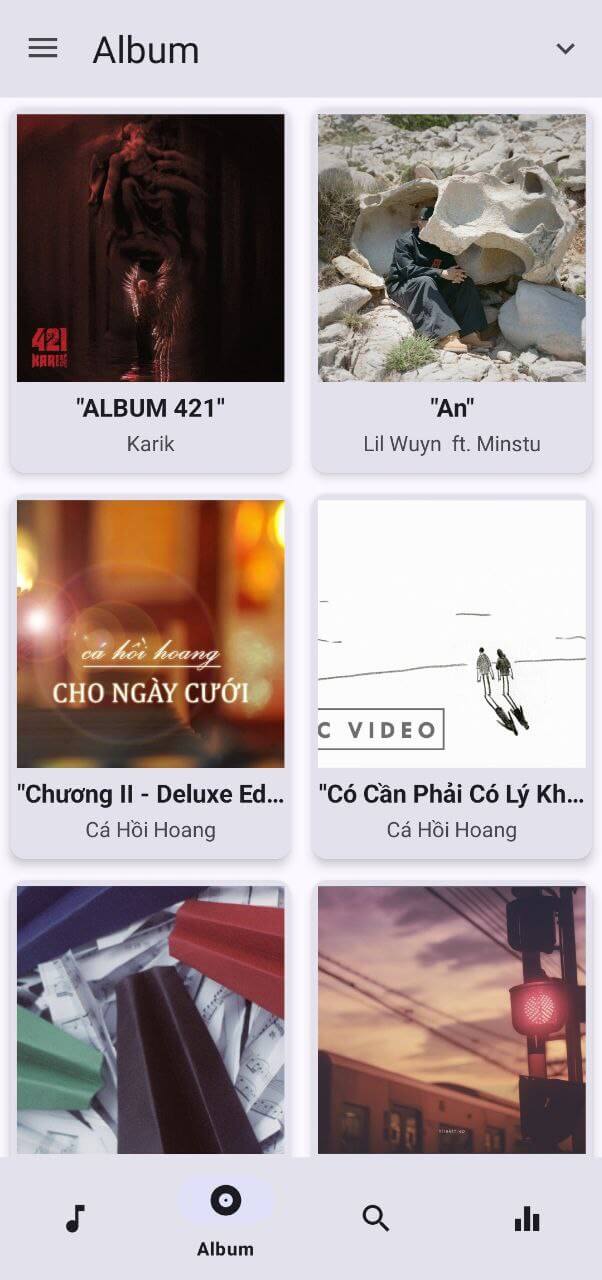 Album
421
KARIK
"ALBUM 421"
Karik
"An"
Lil Wuyn ft. Minstu
cá hồi hoang
CHO NGÀY CƯỚI
"Chương II - Deluxe Ed...
Cá Hồi Hoang
C VIDEO
"Có Cần Phải Có Lý Kh...
Cá Hồi Hoang
Album